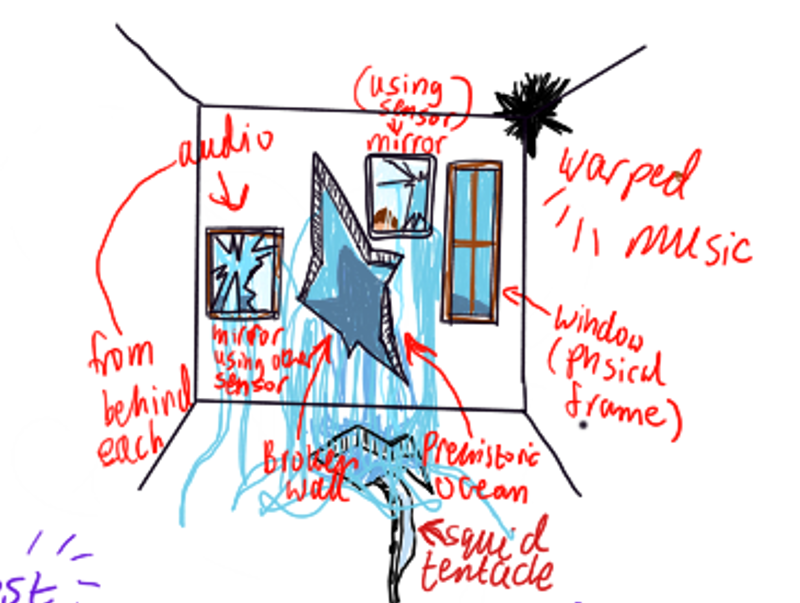 (using
sensor)
mirror
audio
warped
music
mirror
using other
sensor
window
(phsical
frame)
from
behind
each
Broken
wall
Prehistoric
ocean
squid
tentacle